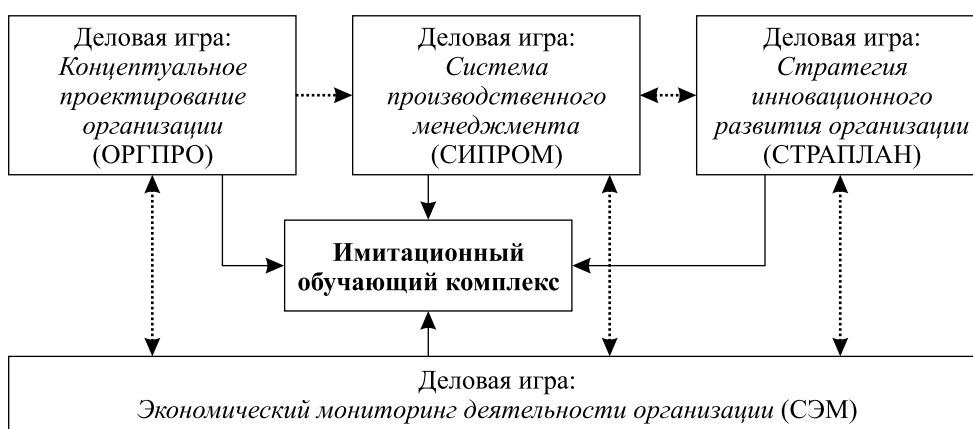 Деловая игра:
Концептуальное
проектирование
организации
(ОРГПРО)
Деловая игра:
Система
производственного
менеджмента
(СИПРОМ)
Деловая игра:
Стратегия
инновационного
развития организации
(СТРАПЛАН)
Имитационный
обучающий комплекс
Деловая игра:
Экономический мониторинг деятельности организации (СЭМ)